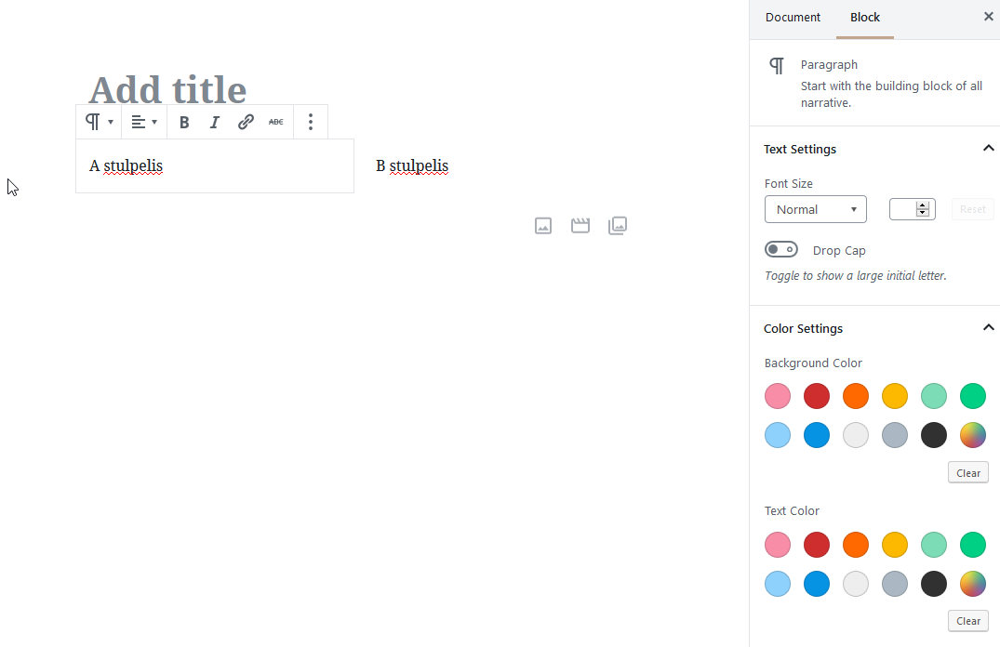 Document Block
Paragraph
Start with the building block of all
narrative.
Add title
B I ABC
A stulpelis B stulpelis
Text Settings
Font Size
Normal Reset
Drop Cap
Toggle to show a large initial letter.
Color Settings
Background Color
Clear
Text Color
Clear